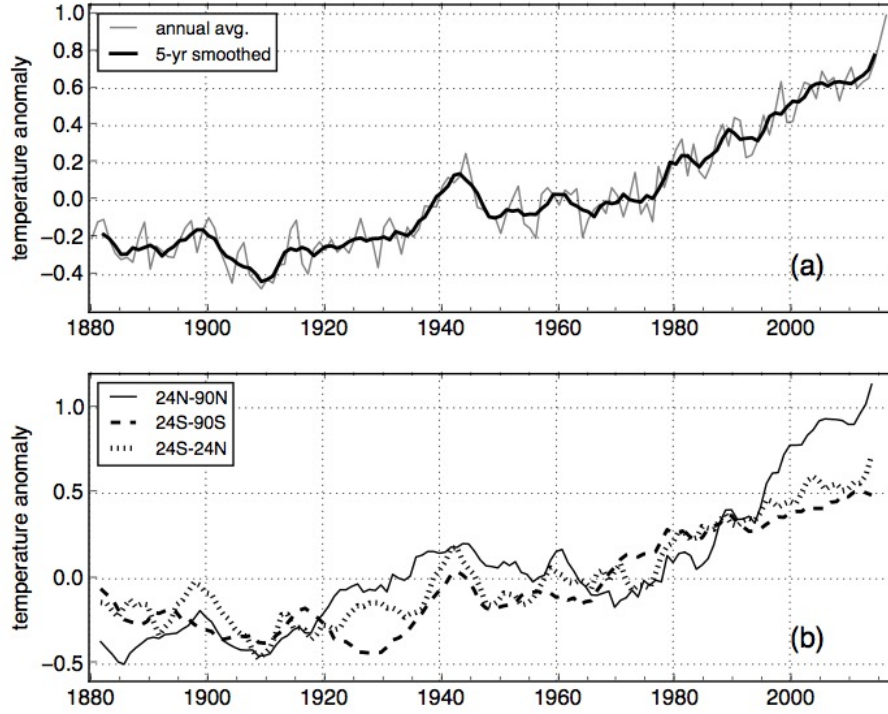 temperature anomaly
1.0
0.8
0.6
0.4
0.2
0.0
−0.2
−0.4
annual avg.
5-yr smoothed
(a)
1880 1900 1920 1940 1960 1980 2000
temperature anomaly
1.0
0.5
0.0
−0.5
24N-90N
24S-90S
24S-24N
(b)
1880 1900 1920 1940 1960 1980 2000